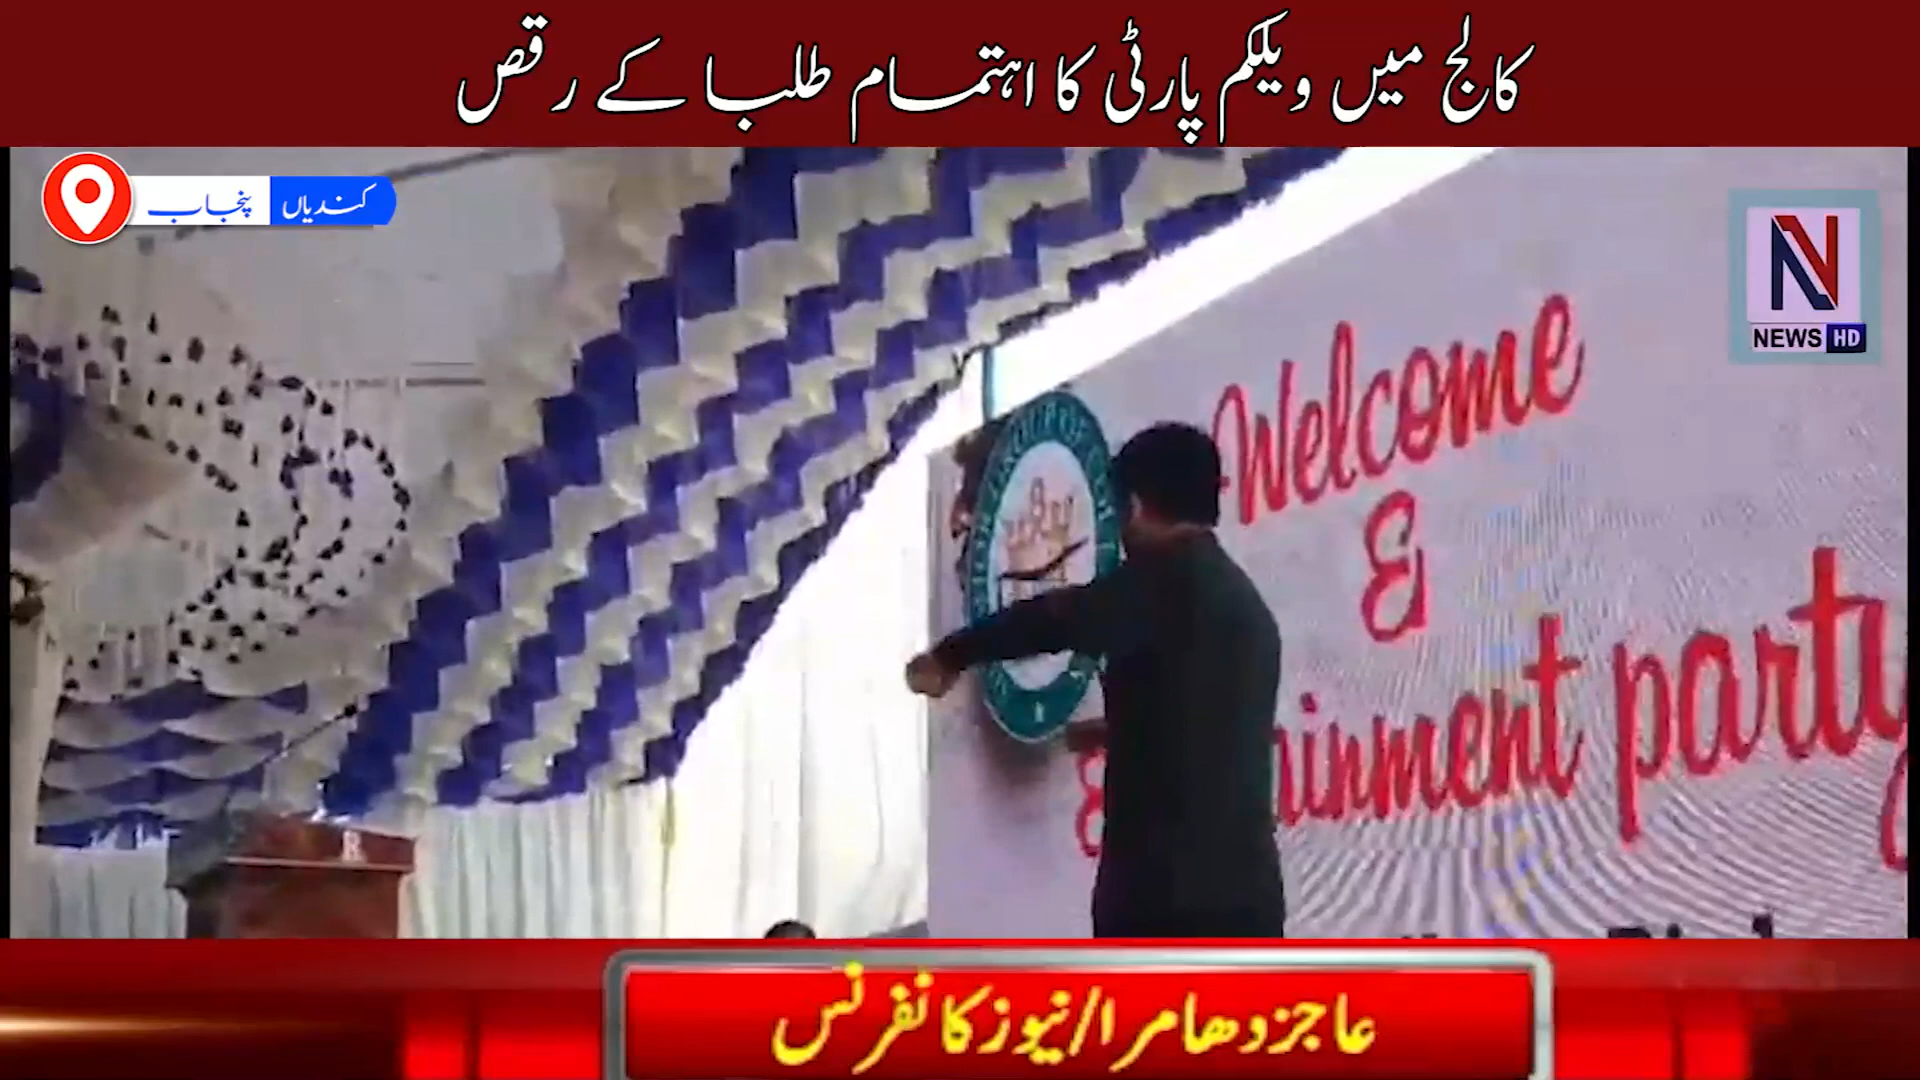 کالج میں ویلکم پارٹی کا اہتمام طلبا کے رقص
کندیاں پنجاب
NEWS HD
Welcome
&
ainment party
R
عاجز دھامرا/نیوز کانفرنس